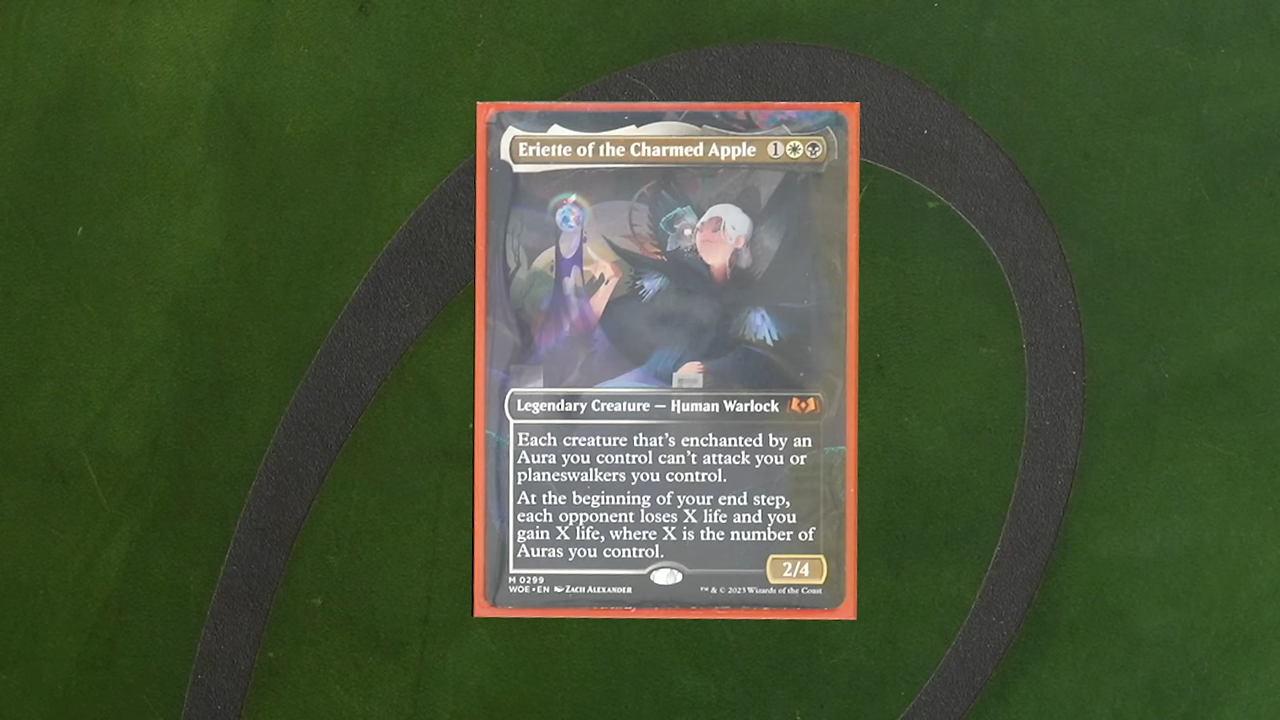 Eriette of the Charmed Apple 1
Legendary Creature — Human Warlock
Each creature that's enchanted by an
Aura you control can't attack you or
planeswalkers you control.
At the beginning of your end step,
each opponent loses X life and you
gain X life, where X is the number of
Auras you control.
2/4
M 0299
WOE • EN Zach Alexander
™ & © 2023 Wizards of the Coast